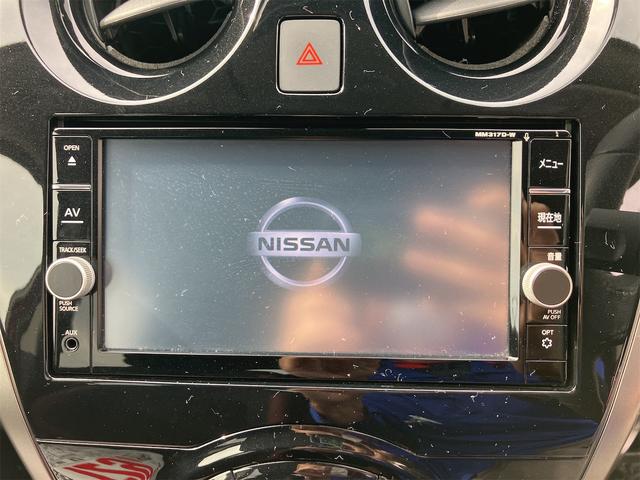 MM317D-W
OPEN
メニュー
AV
現在地
NISSAN
TRACK/SEEK
音量
PUSH
SOURCE
PUSH
AV OFF
AUX
OPT